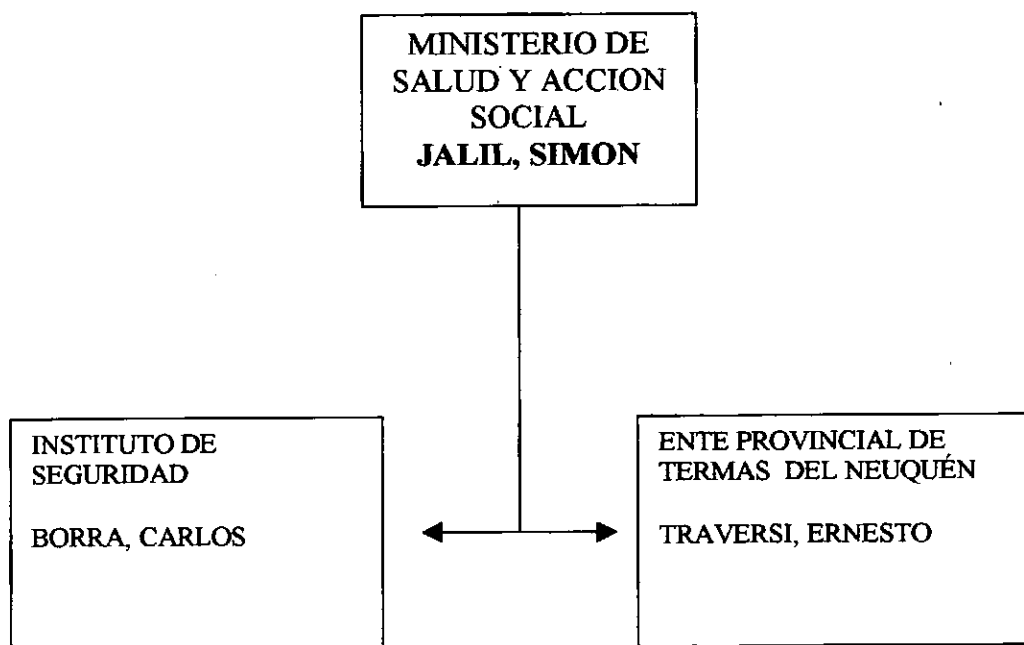 MINISTERIO DE
SALUD Y ACCION
SOCIAL
JALIL, SIMON
INSTITUTO DE
SEGURIDAD
BORRA, CARLOS
ENTE PROVINCIAL DE
TERMAS DEL NEUQUÉN
TRAVERSI, ERNESTO